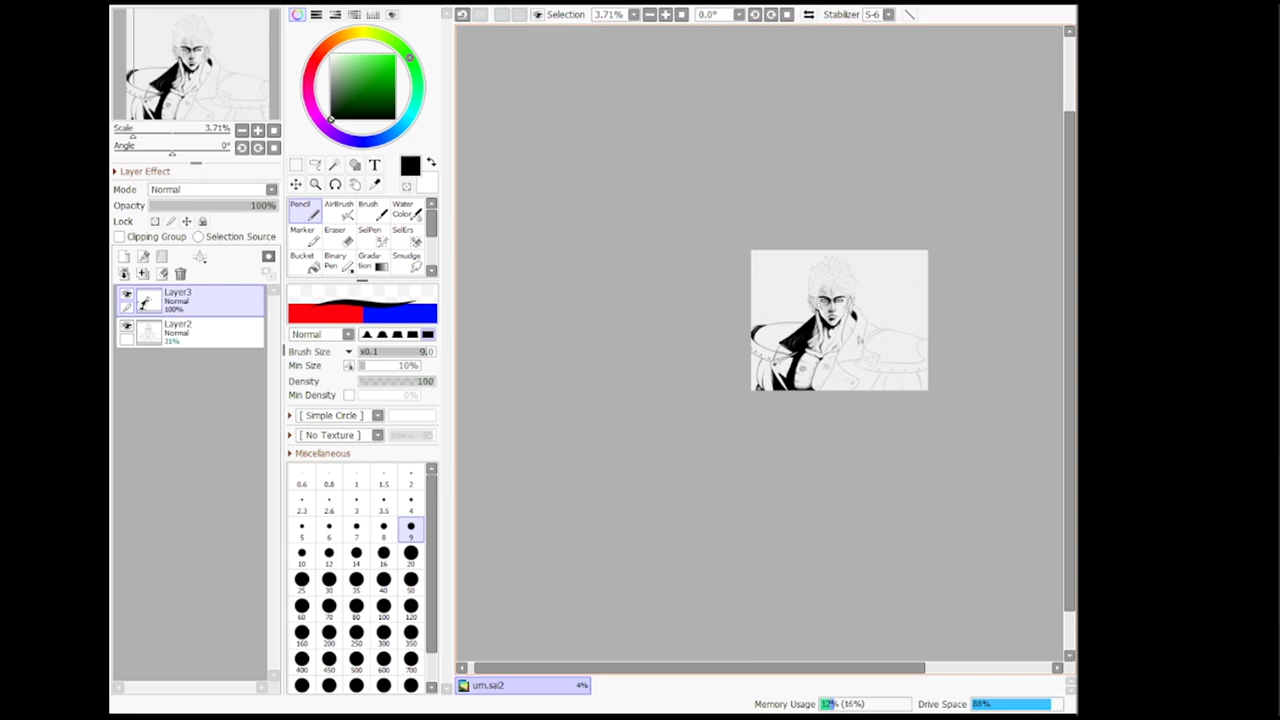 Selection
3.71%
0.0°
Stabilizer
S-6
Scale
3.71%
Angle
0°
Layer Effect
Mode
Normal
Opacity
100%
Lock
Clipping Group
Selection Source
Layer3
Normal
100%
Layer2
Normal
31%
T
Pencil
AirBrush
Brush
Water
Color
Marker
Eraser
SelPen
SelErs
Bucket
Binary
Pen
Grada-
tion
Smudge
Normal
Brush Size
x0.1
9.0
Min Size
10%
Density
100
Min Density
0%
[ Simple Circle ]
[ No Texture ]
Miscellaneous
0.6 0.8 1 1.5 2
2.3 2.6 3 3.5 4
5 6 7 8 9
10 12 14 16 20
25 30 35 40 50
60 70 80 100 120
160 200 250 300 350
400 450 500 600 700
um.sai2
4%
Memory Usage
12% (16%)
Drive Space
88%